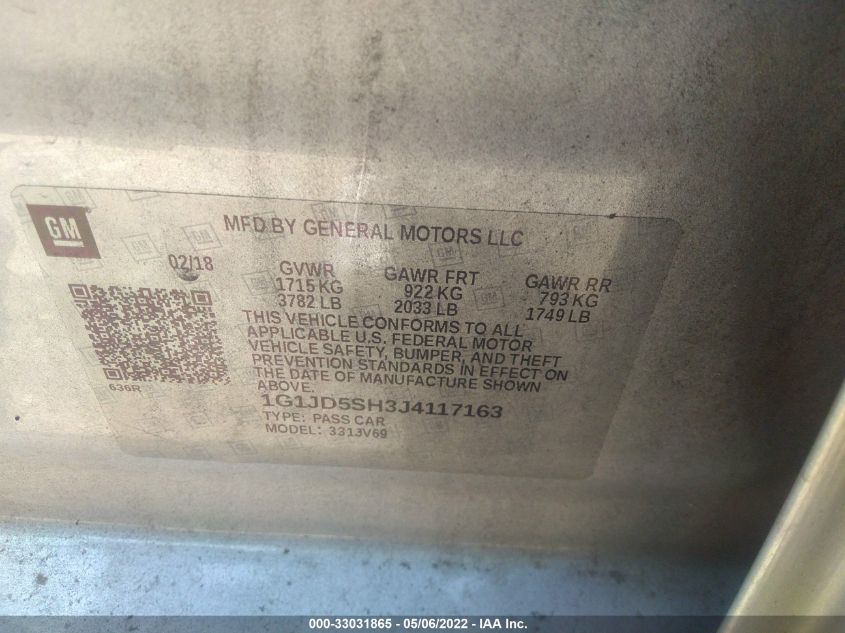 GM
MFD BY GENERAL MOTORS LLC
02/18
GVWR
1715 KG
3782 LB
GAWR FRT
922 KG
2033 LB
GAWR RR
793 KG
1749 LB
THIS VEHICLE CONFORMS TO ALL
APPLICABLE U.S. FEDERAL MOTOR
VEHICLE SAFETY, BUMPER, AND THEFT
PREVENTION STANDARDS IN EFFECT ON
THE DATE OF MANUFACTURE SHOWN
ABOVE.
636R
1G1JD5SH3J4117163
TYPE: PASS CAR
MODEL: 331JV69
000-33031865 - 05/06/2022 - IAA Inc.